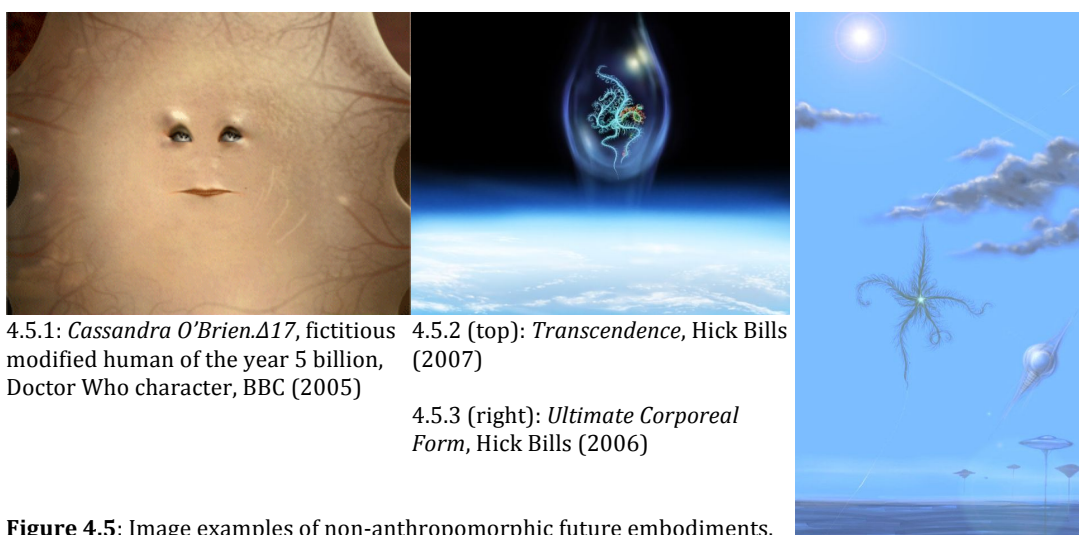 4.5.1: Cassandra O’Brien.Δ17, fictitious
modified human of the year 5 billion,
Doctor Who character, BBC (2005)
4.5.2 (top): Transcendence, Hick Bills
(2007)
4.5.3 (right): Ultimate Corporeal
Form, Hick Bills (2006)
Figure 4.5: Image examples of non-anthropomorphic future embodiments.